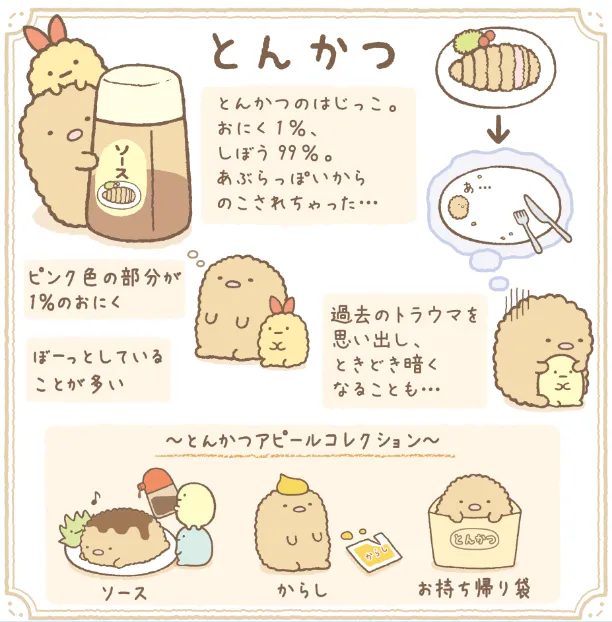 とんかつ
とんかつのはじっこ。
おにく1%、
しぼう99%。
あぶらっぽいから
のこされちゃった…
ソース
あ…
ピンク色の部分が
1%のおにく
ぼーっとしている
ことが多い
過去のトラウマを
思い出し、
ときどき暗く
なることも…
～とんかつアピールコレクション～
ソース
からし
からし
とんかつ
お持ち帰り袋